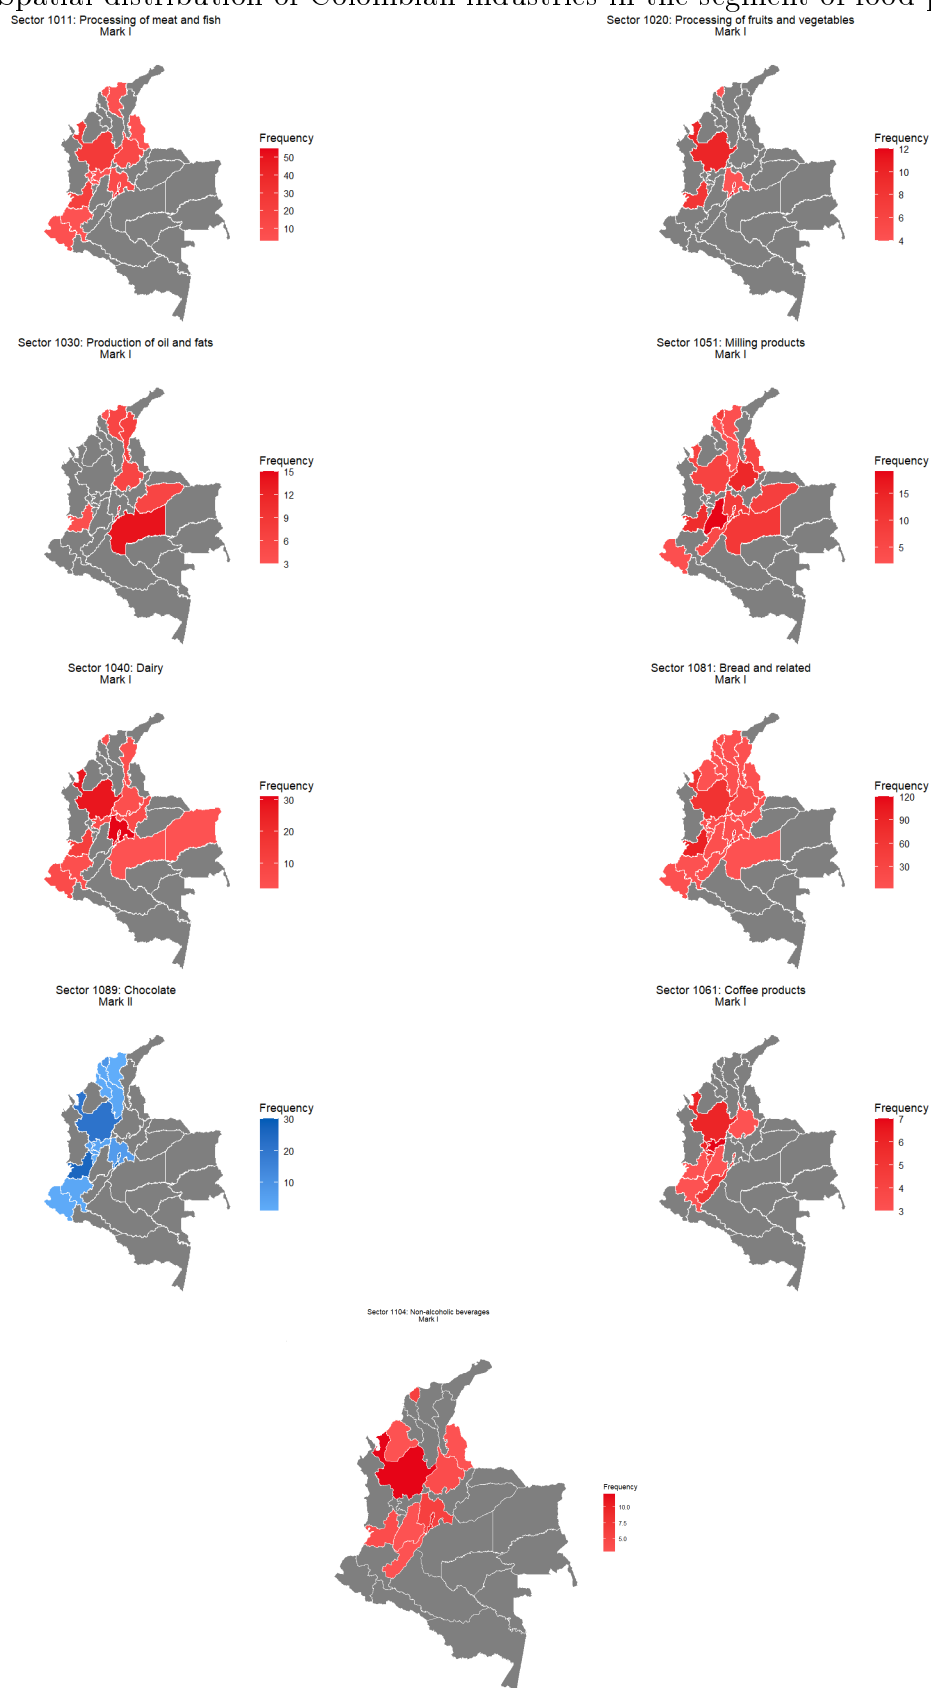 Spatial distribution of Colombian industries in the segment of food
Sector 1011: Processing of meat and fish
Mark I
Frequency
50
40
30
20
10
Sector 1020: Processing of fruits and vegetables
Mark I
Frequency
12
10
8
6
4
Sector 1030: Production of oil and fats
Mark I
Frequency
15
12
9
6
3
Sector 1051: Milling products
Mark I
Frequency
15
10
5
Sector 1040: Dairy
Mark I
Frequency
30
20
10
Sector 1081: Bread and related
Mark I
Frequency
120
90
60
30
Sector 1089: Chocolate
Mark II
Frequency
30
20
10
Sector 1061: Coffee products
Mark I
Frequency
7
6
5
4
3
Sector 1104: Non-alcoholic beverages
Mark I
Frequency
10.0
7.5
5.0